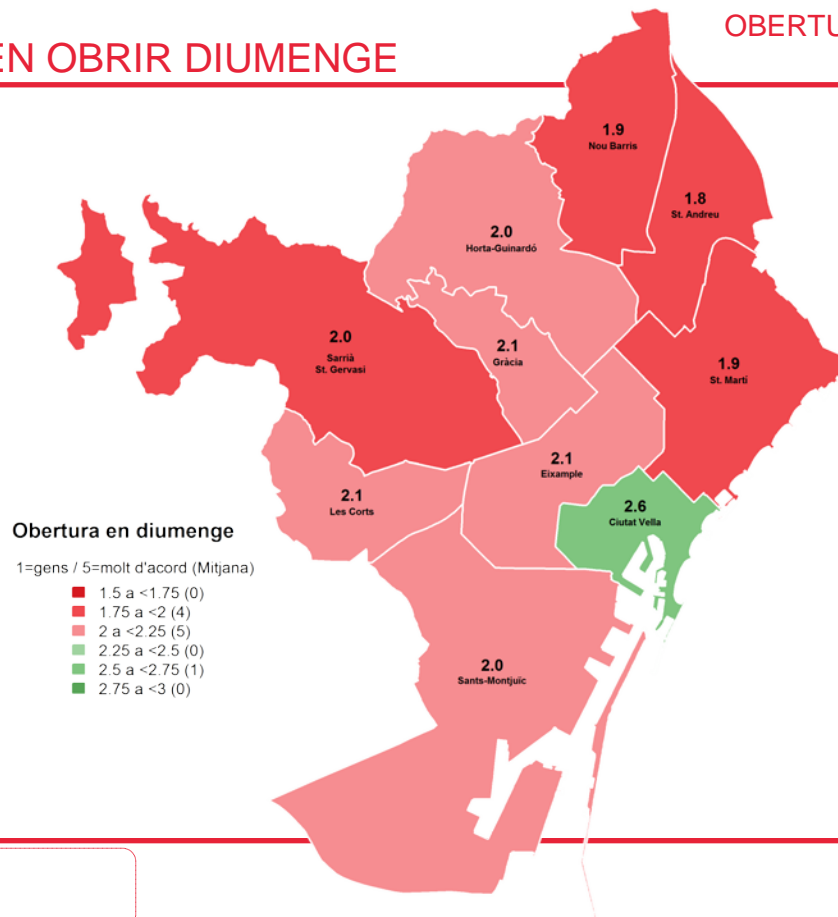 OBERTU
EN OBRIR DIUMENGE
1.9
Nou Barris
1.8
St. Andreu
2.0
Horta-Guinardó
2.0
Sarrià
St. Gervasi
2.1
Gràcia
1.9
St. Martí
2.1
Eixample
2.1
Les Corts
2.6
Ciutat Vella
2.0
Sants-Montjuïc
Obertura en diumenge
1=gens / 5=molt d'acord (Mitjana)
1.5 a <1.75 (0)
1.75 a <2 (4)
2 a <2.25 (5)
2.25 a <2.5 (0)
2.5 a <2.75 (1)
2.75 a <3 (0)